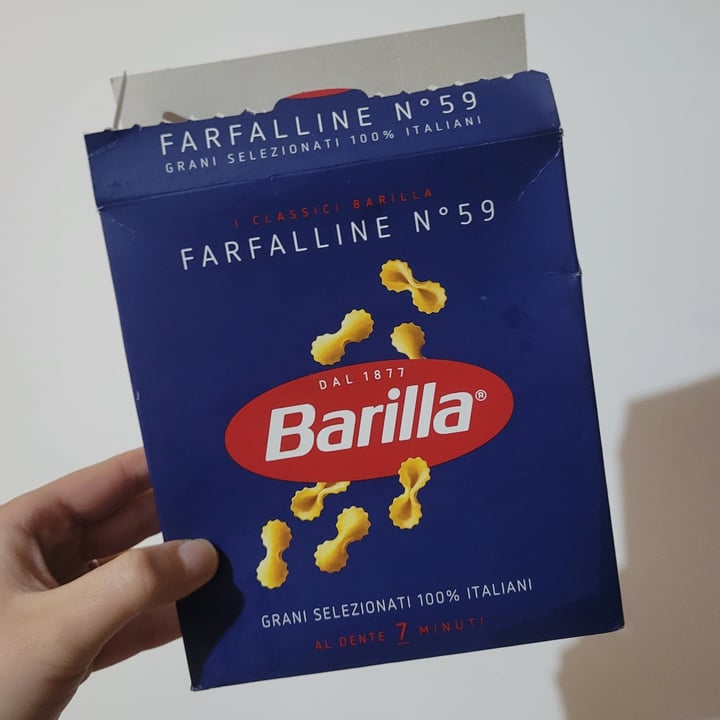 FARFALLINE N°59
GRANI SELEZIONATI 100% ITALIANI
I CLASSICI BARILLA
FARFALLINE N°59
DAL 1877
Barilla®
GRANI SELEZIONATI 100% ITALIANI
AL DENTE 7 MINUTI